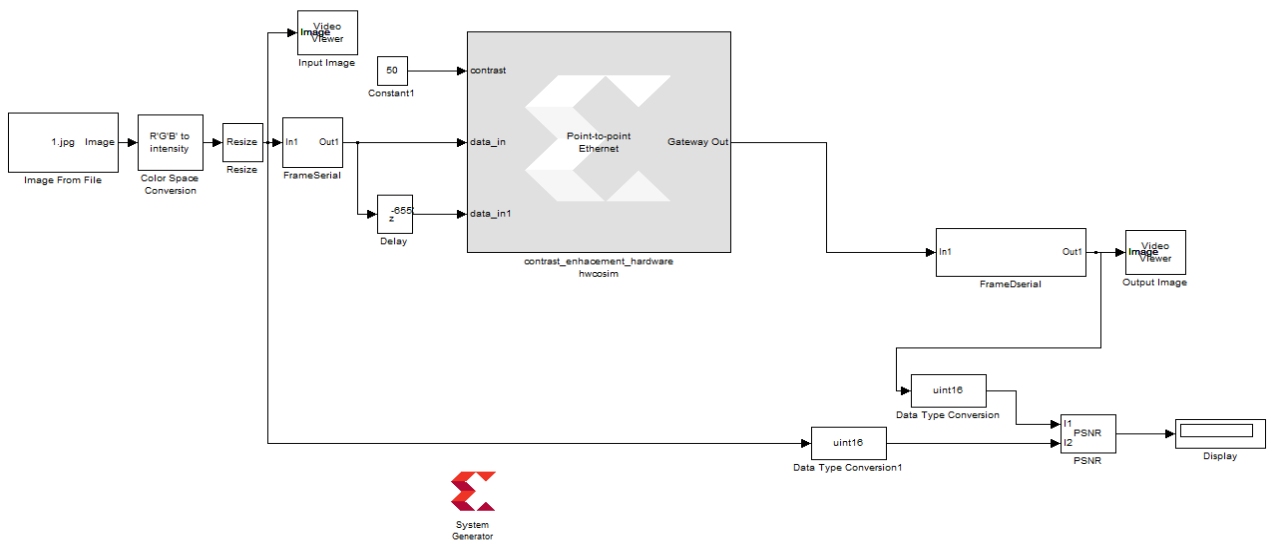 Video
Image
Viewer
Input Image
50
Constant1
contrast
1.jpg
Image
Image From File
R'G'B' to
intensity
Color Space
Conversion
Resize
Resize
In1
Out1
FrameSerial
-655
z
Delay
data_in
data_in1
Point-to-point
Ethernet
Gateway Out
contrast_enhacement_hardware
hwcosim
In1
Out1
FrameDserial
Video
Image
Viewer
Output Image
uint16
Data Type Conversion
uint16
Data Type Conversion1
I1
PSNR
I2
PSNR
Display
System
Generator